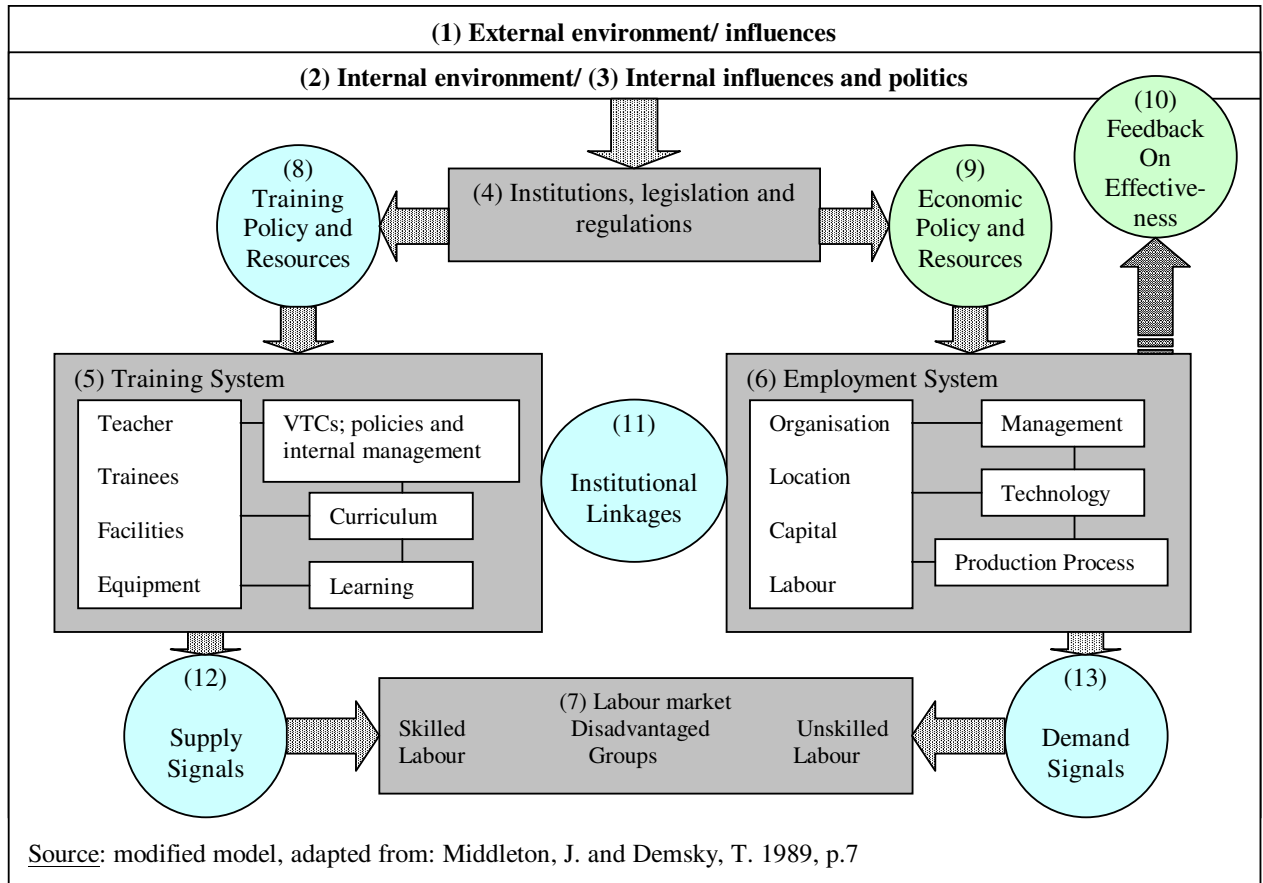 (1) External environment/ influences
(2) Internal environment/ (3) Internal influences and politics
(10)
Feedback
On
Effective-
ness
(8)
Training
Policy and
Resources
(4) Institutions, legislation and
regulations
(9)
Economic
Policy and
Resources
(5) Training System
Teacher
Trainees
Facilities
Equipment
VTCs; policies and
internal management
Curriculum
Learning
(11)
Institutional
Linkages
(6) Employment System
Organisation
Location
Capital
Labour
Management
Technology
Production Process
(12)
Supply
Signals
(7) Labour market
Skilled Disadvantaged Unskilled
Labour Groups Labour
(13)
Demand
Signals
Source: modified model, adapted from: Middleton, J. and Demsky, T. 1989, p.7